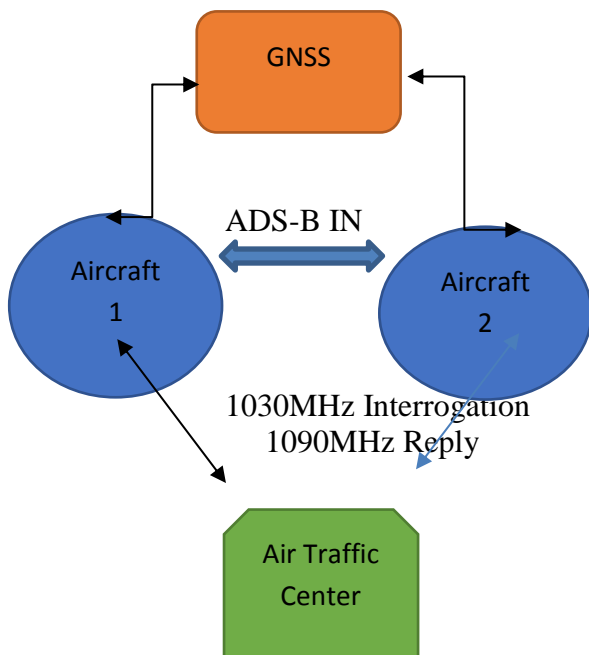 GNSS
ADS-B IN
Aircraft
1
Aircraft
2
1030MHz Interrogation
1090MHz Reply
Air Traffic
Center